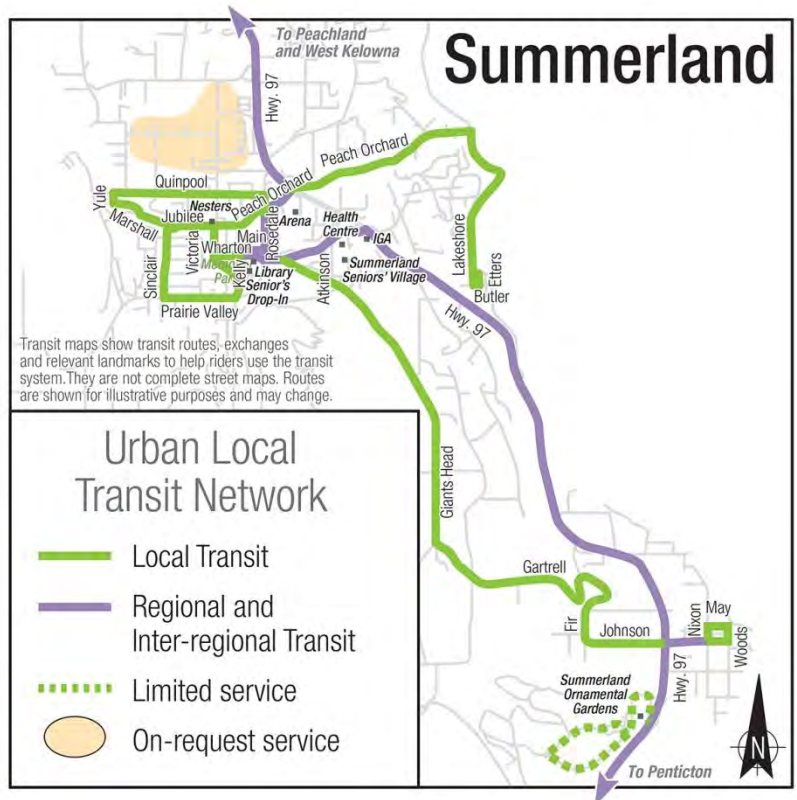 Summerland
To Peachland
and West Kelowna
Hwy. 97
Peach Orchard
Quinpool
Yule
Nesters
Peach Orchard
Marshall
Jubilee
Arena
Health
Centre
IGA
Victoria
Wharton
Main
Rosedale
Lakeshore
Etters
Butler
Sinclair
Kelly
Library
Senior's
Drop-In
Atkinson
Summerland
Seniors' Village
Prairie Valley
Hwy. 97
Transit maps show transit routes, exchanges
and relevant landmarks to help riders use the transit
system.They are not complete street maps. Routes
are shown for illustrative purposes and may change.
Giants Head
Gartrell
Fir
Johnson
Nixon
May
Woods
Hwy. 97
Summerland
Ornamental
Gardens
To Penticton
N
Urban Local
Transit Network
Local Transit
Regional and
Inter-regional Transit
Limited service
On-request service